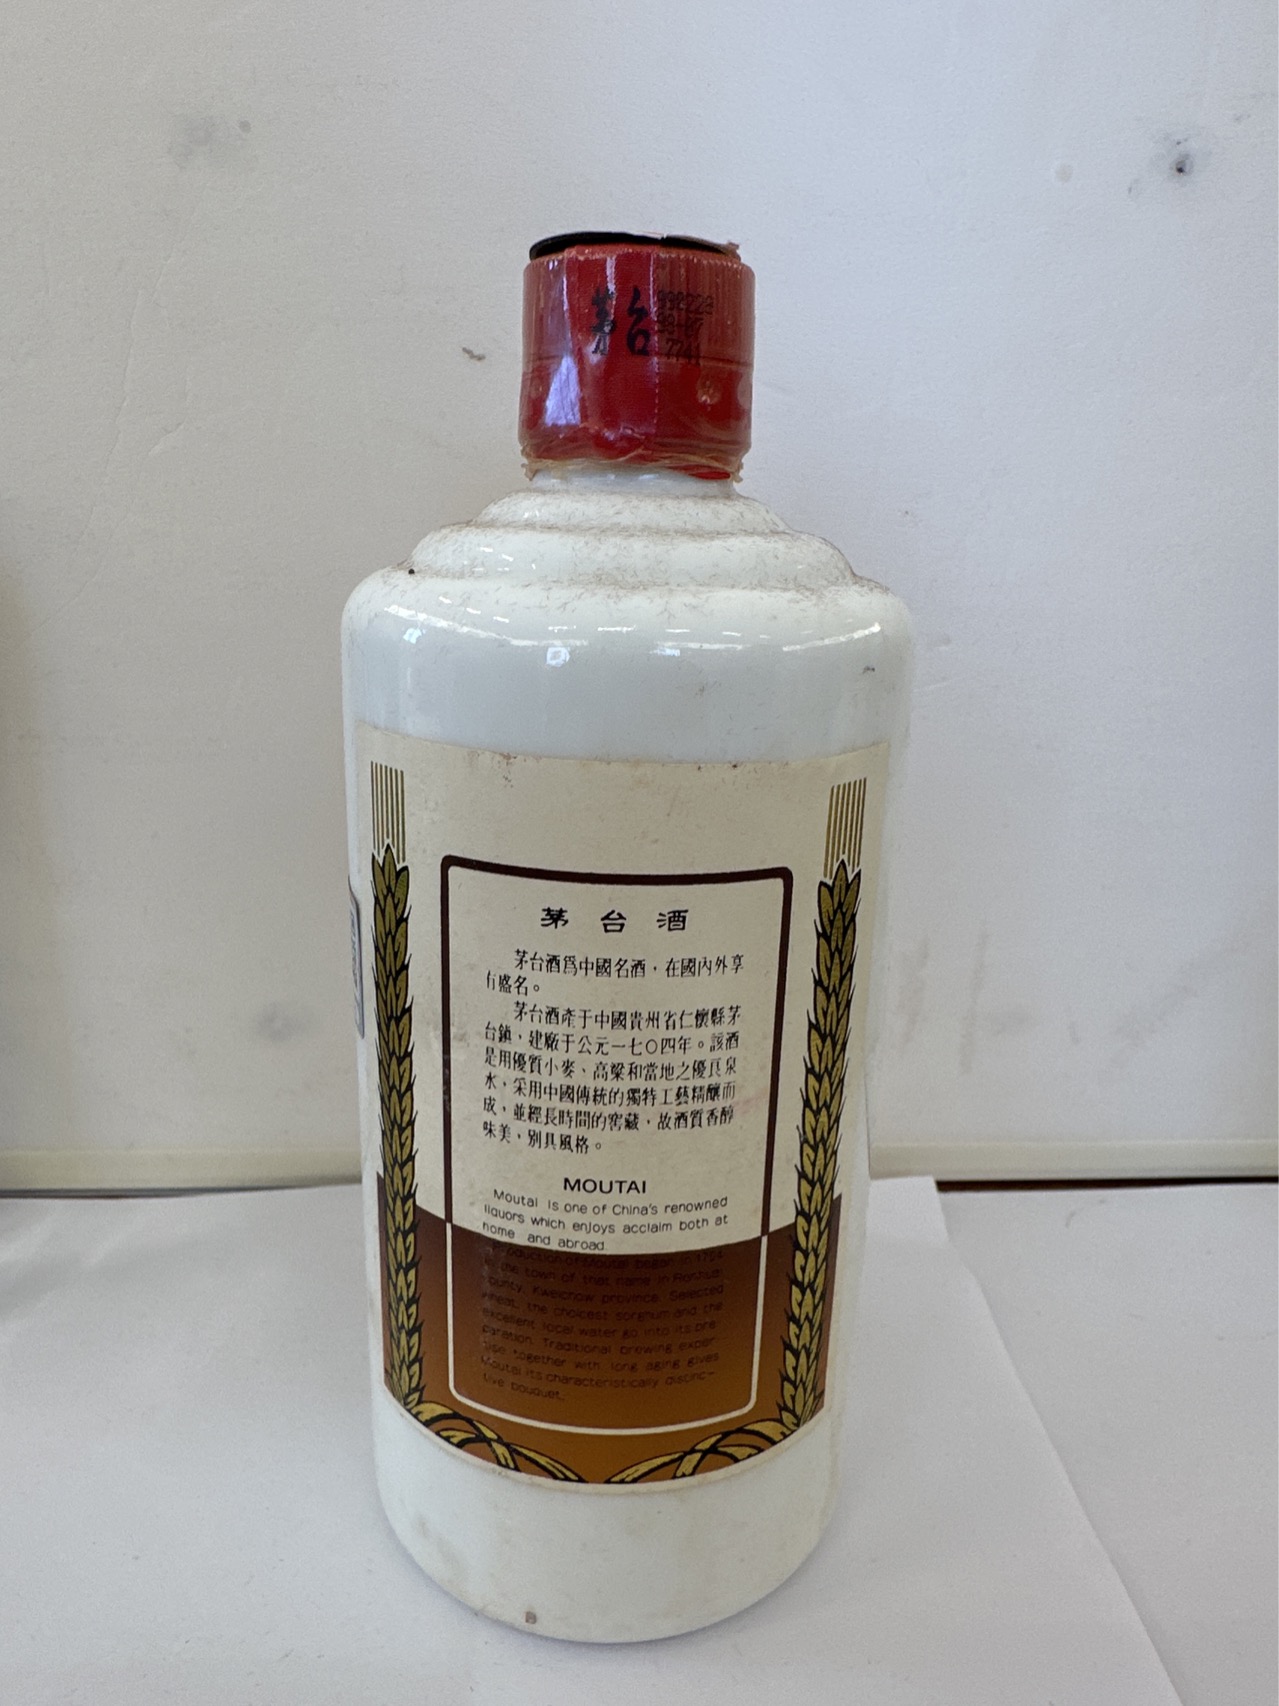 茅台
茅台酒
茅台酒爲中國名酒，在國內外享
有盛名。
茅台酒產于中國貴州省仁懷縣茅
台鎮，建廠于公元一七〇四年。該酒
是用優質小麥、高粱和當地之優良泉
水，采用中國傳統的獨特工藝精釀而
成，並經長時間的窖藏，故酒質香醇
味美，別具風格。
MOUTAI
Moutai is one of China's renowned
liquors which enjoys acclaim both at
home and abroad
production of Moutai began in 1704
the town of that name in Renhuai
county, Kweichow province. Selected
wheat, the choicest sorghum and the
excellent local water go into its pre-
paration. Traditional brewing exper-
tise together with long aging gives
Moutai its characteristically distinc-
tive bouquet.